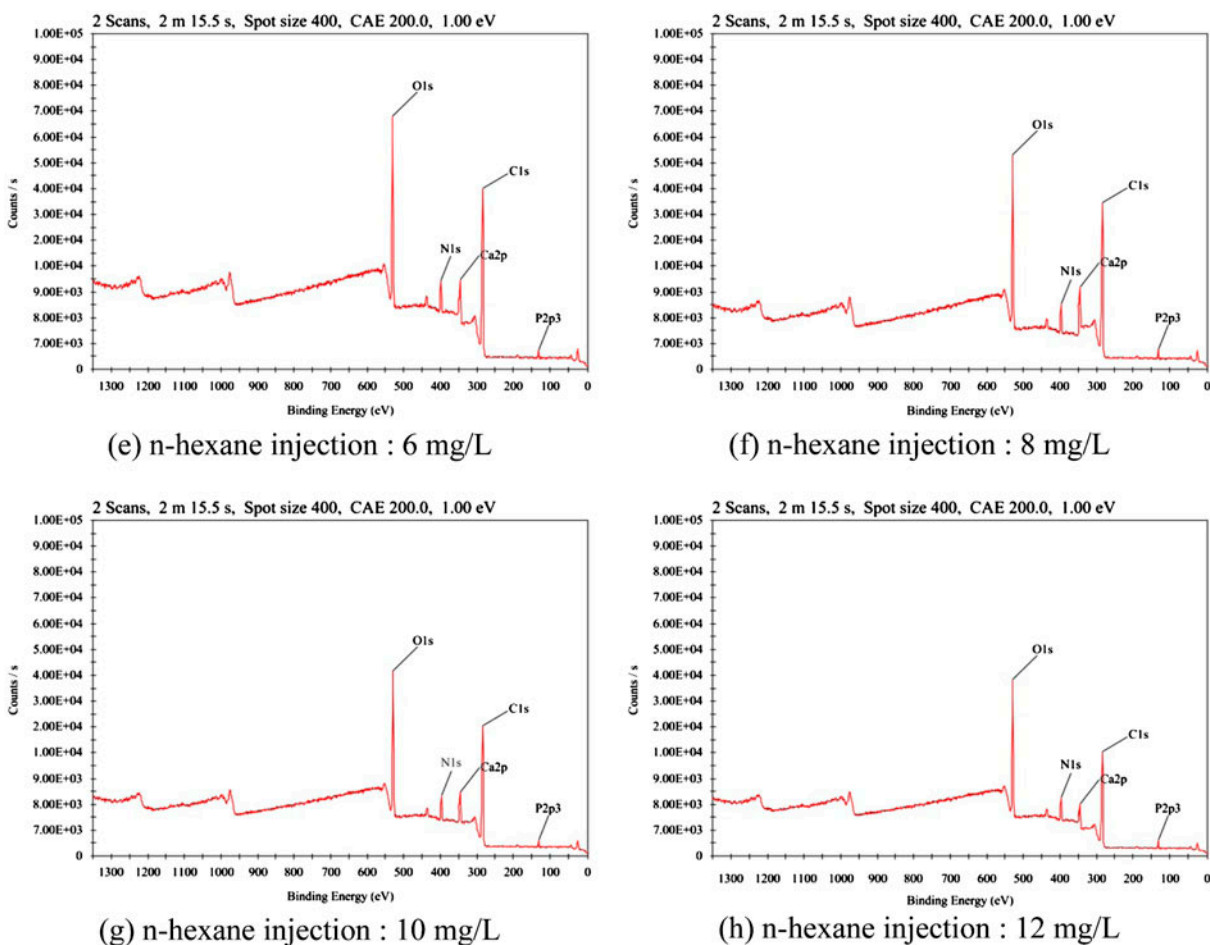 2 Scans, 2 m 15.5 s, Spot size 400, CAE 200.0, 1.00 eV
1.00E+05
9.00E+04
8.00E+04
7.00E+04
6.00E+04
5.00E+04
4.00E+04
3.00E+04
2.00E+04
1.00E+04
9.00E+03
8.00E+03
7.00E+03
0
Counts / s
O1s
C1s
N1s
Ca2p
P2p3
1300 1200 1100 1000 900 800 700 600 500 400 300 200 100 0
Binding Energy (eV)
(e) n-hexane injection : 6 mg/L
2 Scans, 2 m 15.5 s, Spot size 400, CAE 200.0, 1.00 eV
1.00E+05
9.00E+04
8.00E+04
7.00E+04
6.00E+04
5.00E+04
4.00E+04
3.00E+04
2.00E+04
1.00E+04
9.00E+03
8.00E+03
7.00E+03
0
Counts / s
O1s
C1s
N1s
Ca2p
P2p3
1300 1200 1100 1000 900 800 700 600 500 400 300 200 100 0
Binding Energy (eV)
(f) n-hexane injection : 8 mg/L
2 Scans, 2 m 15.5 s, Spot size 400, CAE 200.0, 1.00 eV
1.00E+05
9.00E+04
8.00E+04
7.00E+04
6.00E+04
5.00E+04
4.00E+04
3.00E+04
2.00E+04
1.00E+04
9.00E+03
8.00E+03
7.00E+03
0
Counts / s
O1s
C1s
N1s
Ca2p
P2p3
1300 1200 1100 1000 900 800 700 600 500 400 300 200 100 0
Binding Energy (eV)
(g) n-hexane injection : 10 mg/L
2 Scans, 2 m 15.5 s, Spot size 400, CAE 200.0, 1.00 eV
1.00E+05
9.00E+04
8.00E+04
7.00E+04
6.00E+04
5.00E+04
4.00E+04
3.00E+04
2.00E+04
1.00E+04
9.00E+03
8.00E+03
7.00E+03
0
Counts / s
O1s
C1s
N1s
Ca2p
P2p3
1300 1200 1100 1000 900 800 700 600 500 400 300 200 100 0
Binding Energy (eV)
(h) n-hexane injection : 12 mg/L